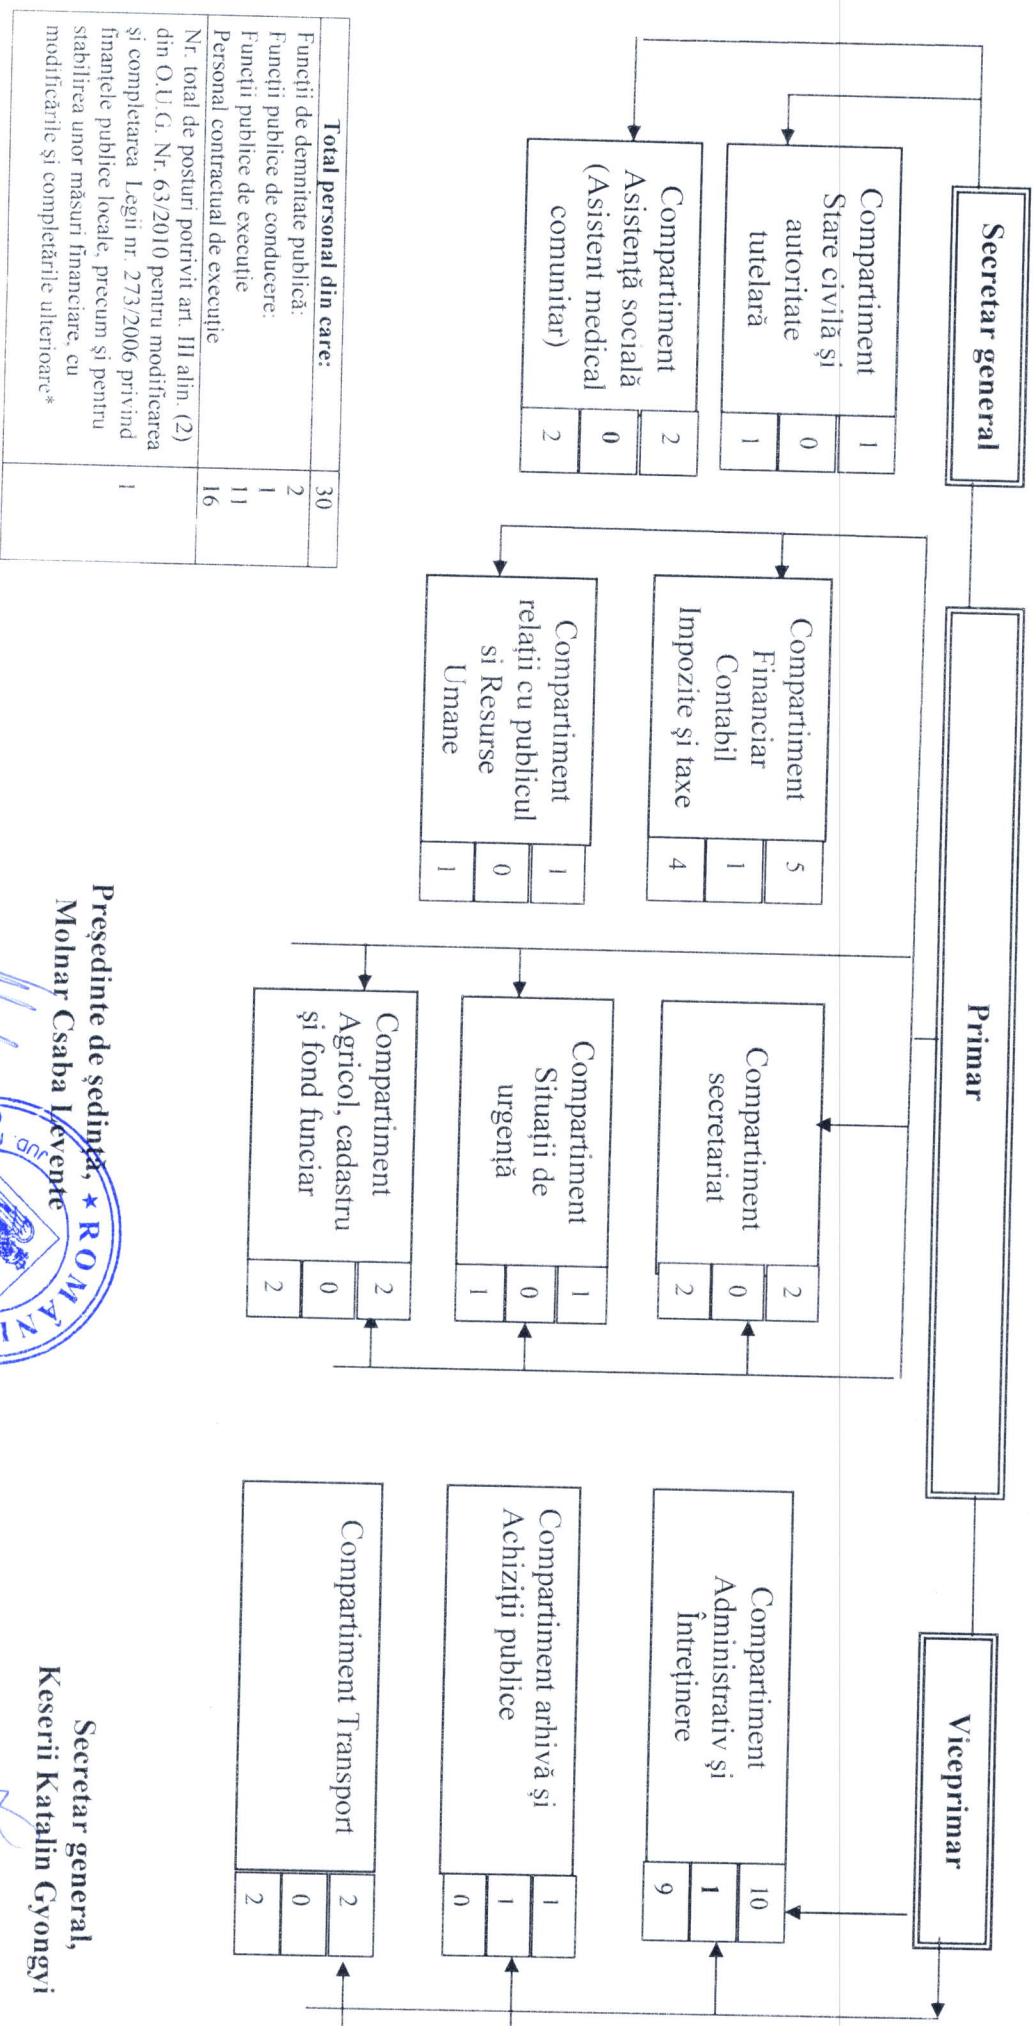 Secretar general
Primar
Viceprimar
Compartiment
Stare civilă și
autoritate
tutelară
1
0
1
Compartiment
Asistență socială
(Asistent medical
comunitar)
2
0
2
Compartiment
Financiar
Contabil
Impozite și taxe
5
1
4
Compartiment
relații cu publicul
si Resurse
Umane
1
0
1
Compartiment
secretariat
2
0
2
Compartiment
Situații de
urgență
1
0
1
Compartiment
Agricol, cadastru
și fond funciar
2
0
2
Compartiment
Administrativ și
Întreținere
10
1
9
Compartiment arhivă și
Achiziții publice
1
1
0
Compartiment Transport
2
0
2
Total personal din care: 30
Funcții de demnitate publică: 2
Funcții publice de conducere: 1
Funcții publice de execuție 11
Personal contractual de execuție 16
Nr. total de posturi potrivit art. III alin. (2)
din O.U.G. Nr. 63/2010 pentru modificarea
și completarea Legii nr. 273/2006 privind
finanțele publice locale, precum și pentru
stabilirea unor măsuri financiare, cu
modificările și completările ulterioare*
1
Președinte de ședință,
Molnar Csaba Levente
★ ROMÂNI
JUD.
Secretar general,
Keserii Katalin Gyongyi